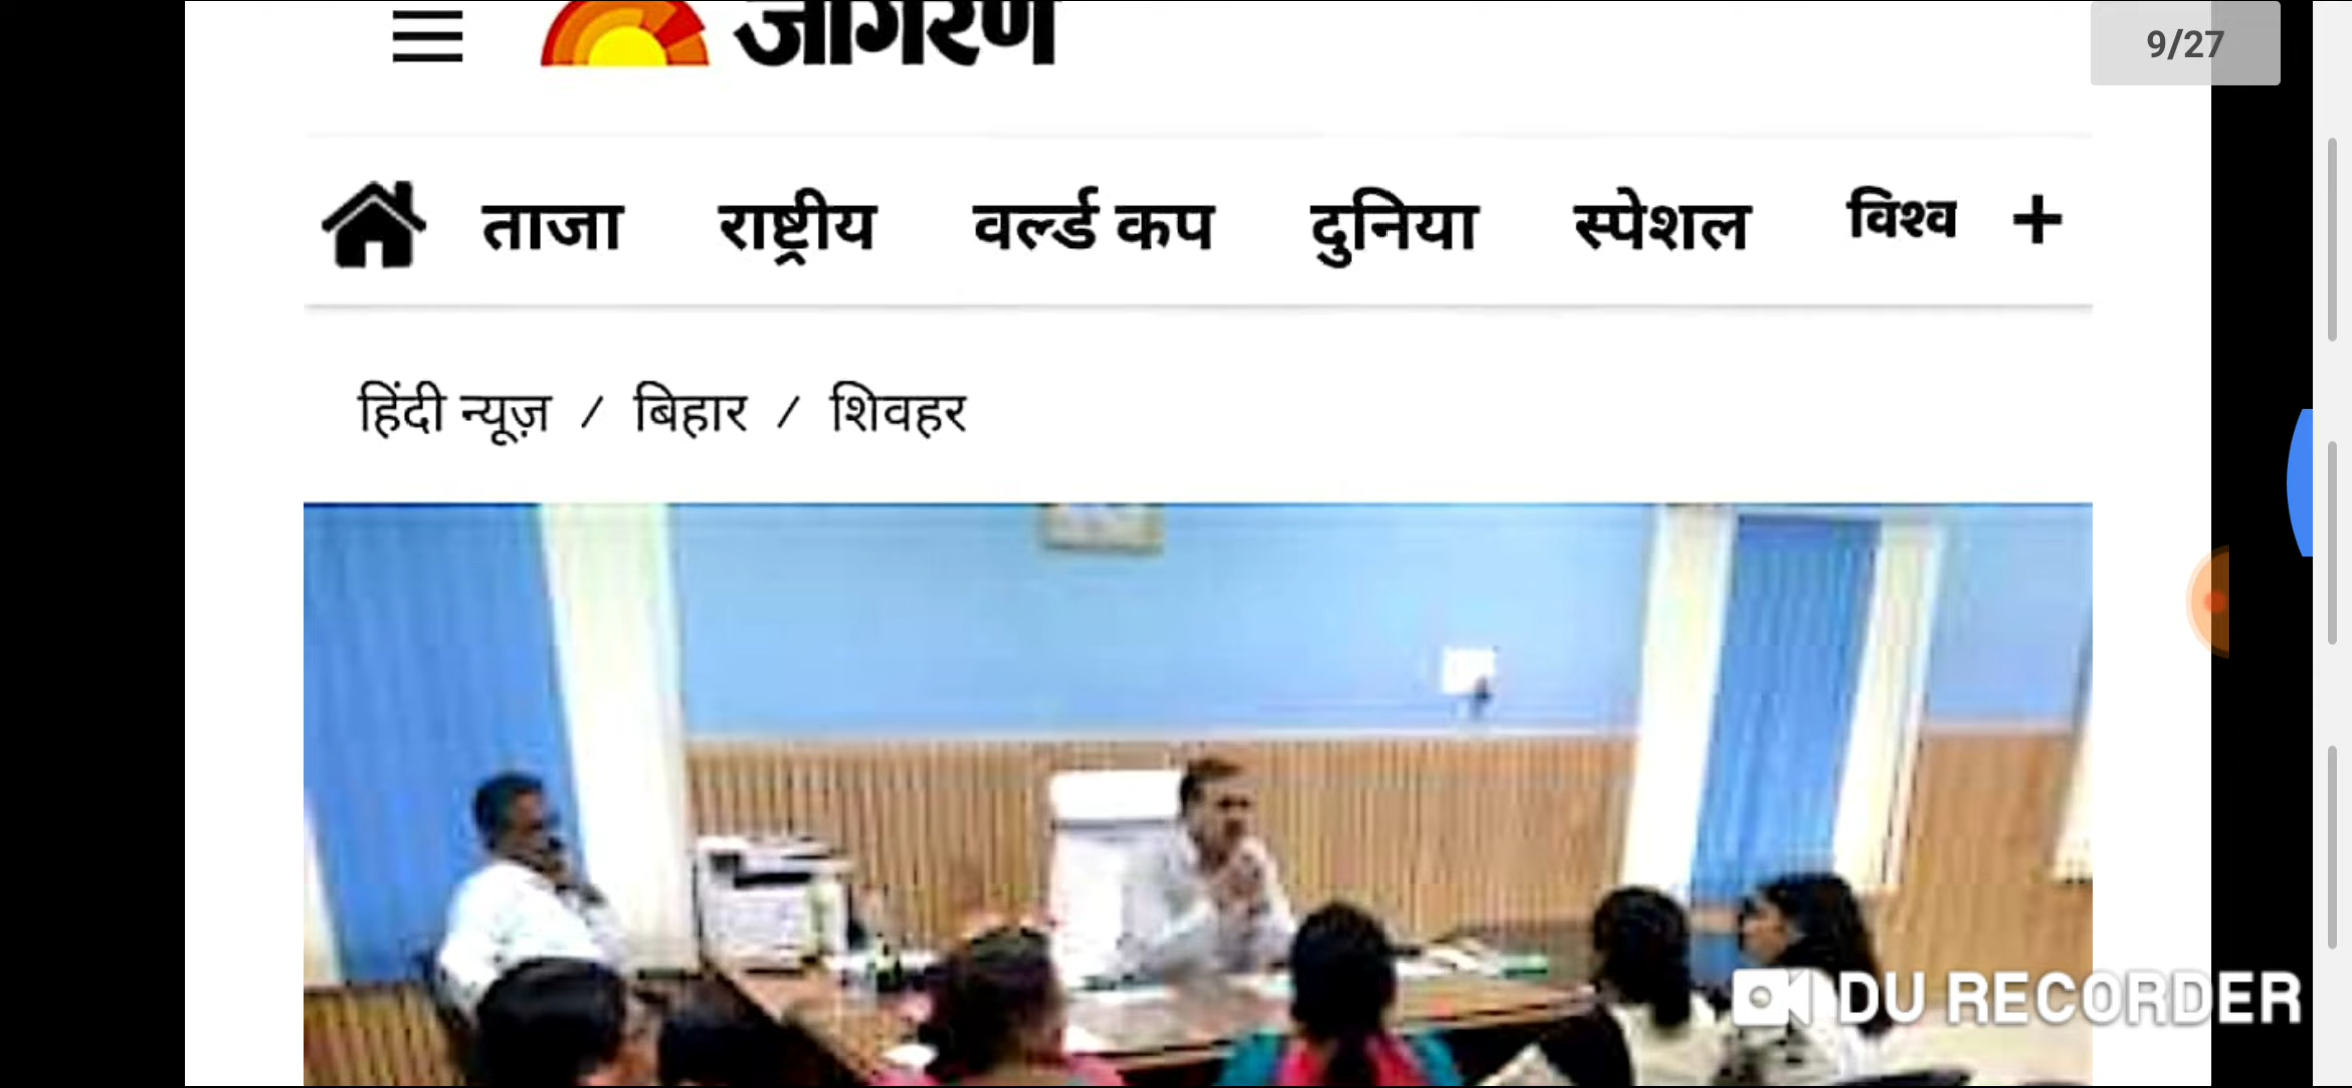 जागरण
9/27
ताजा राष्ट्रीय वर्ल्ड कप दुनिया स्पेशल विश्व +
हिंदी न्यूज़ / बिहार / शिवहर
DU RECORDER